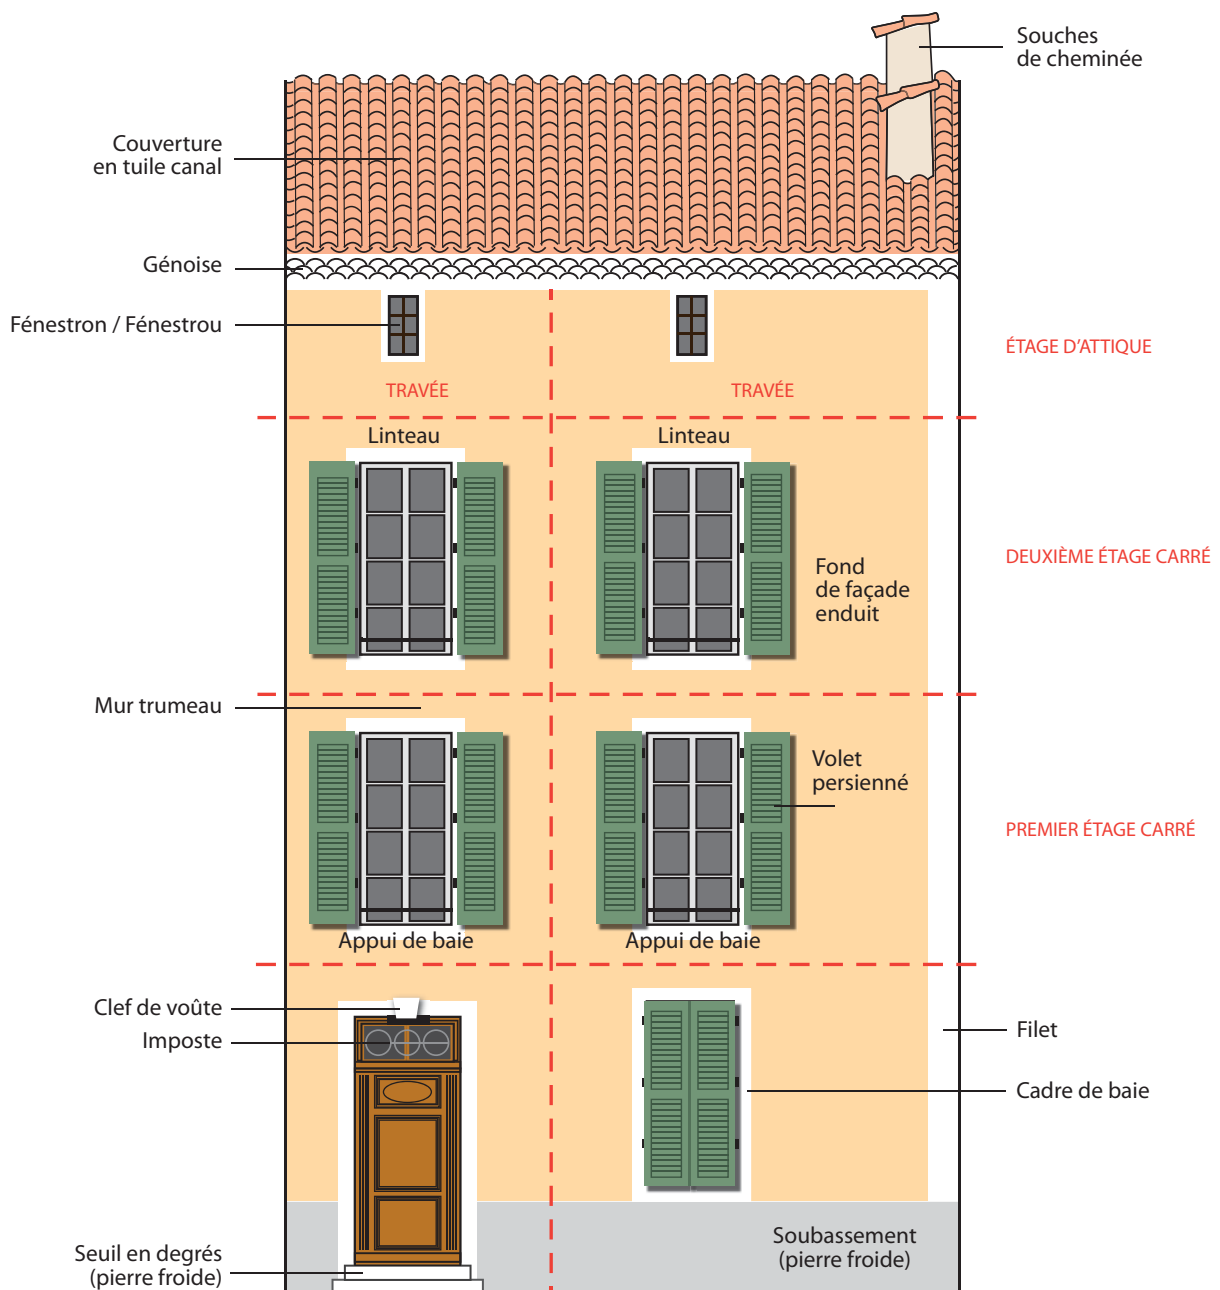 Souches
de cheminée
Couverture
en tuile canal
Génoise
Fénestron / Fénestrou
ÉTAGE D'ATTIQUE
TRAVÉE
TRAVÉE
Linteau
Linteau
DEUXIÈME ÉTAGE CARRÉ
Fond
de façade
enduit
Mur trumeau
Volet
persienné
PREMIER ÉTAGE CARRÉ
Appui de baie
Appui de baie
Clef de voûte
Imposte
Filet
Cadre de baie
Soubassement
(pierre froide)
Seuil en degrés
(pierre froide)